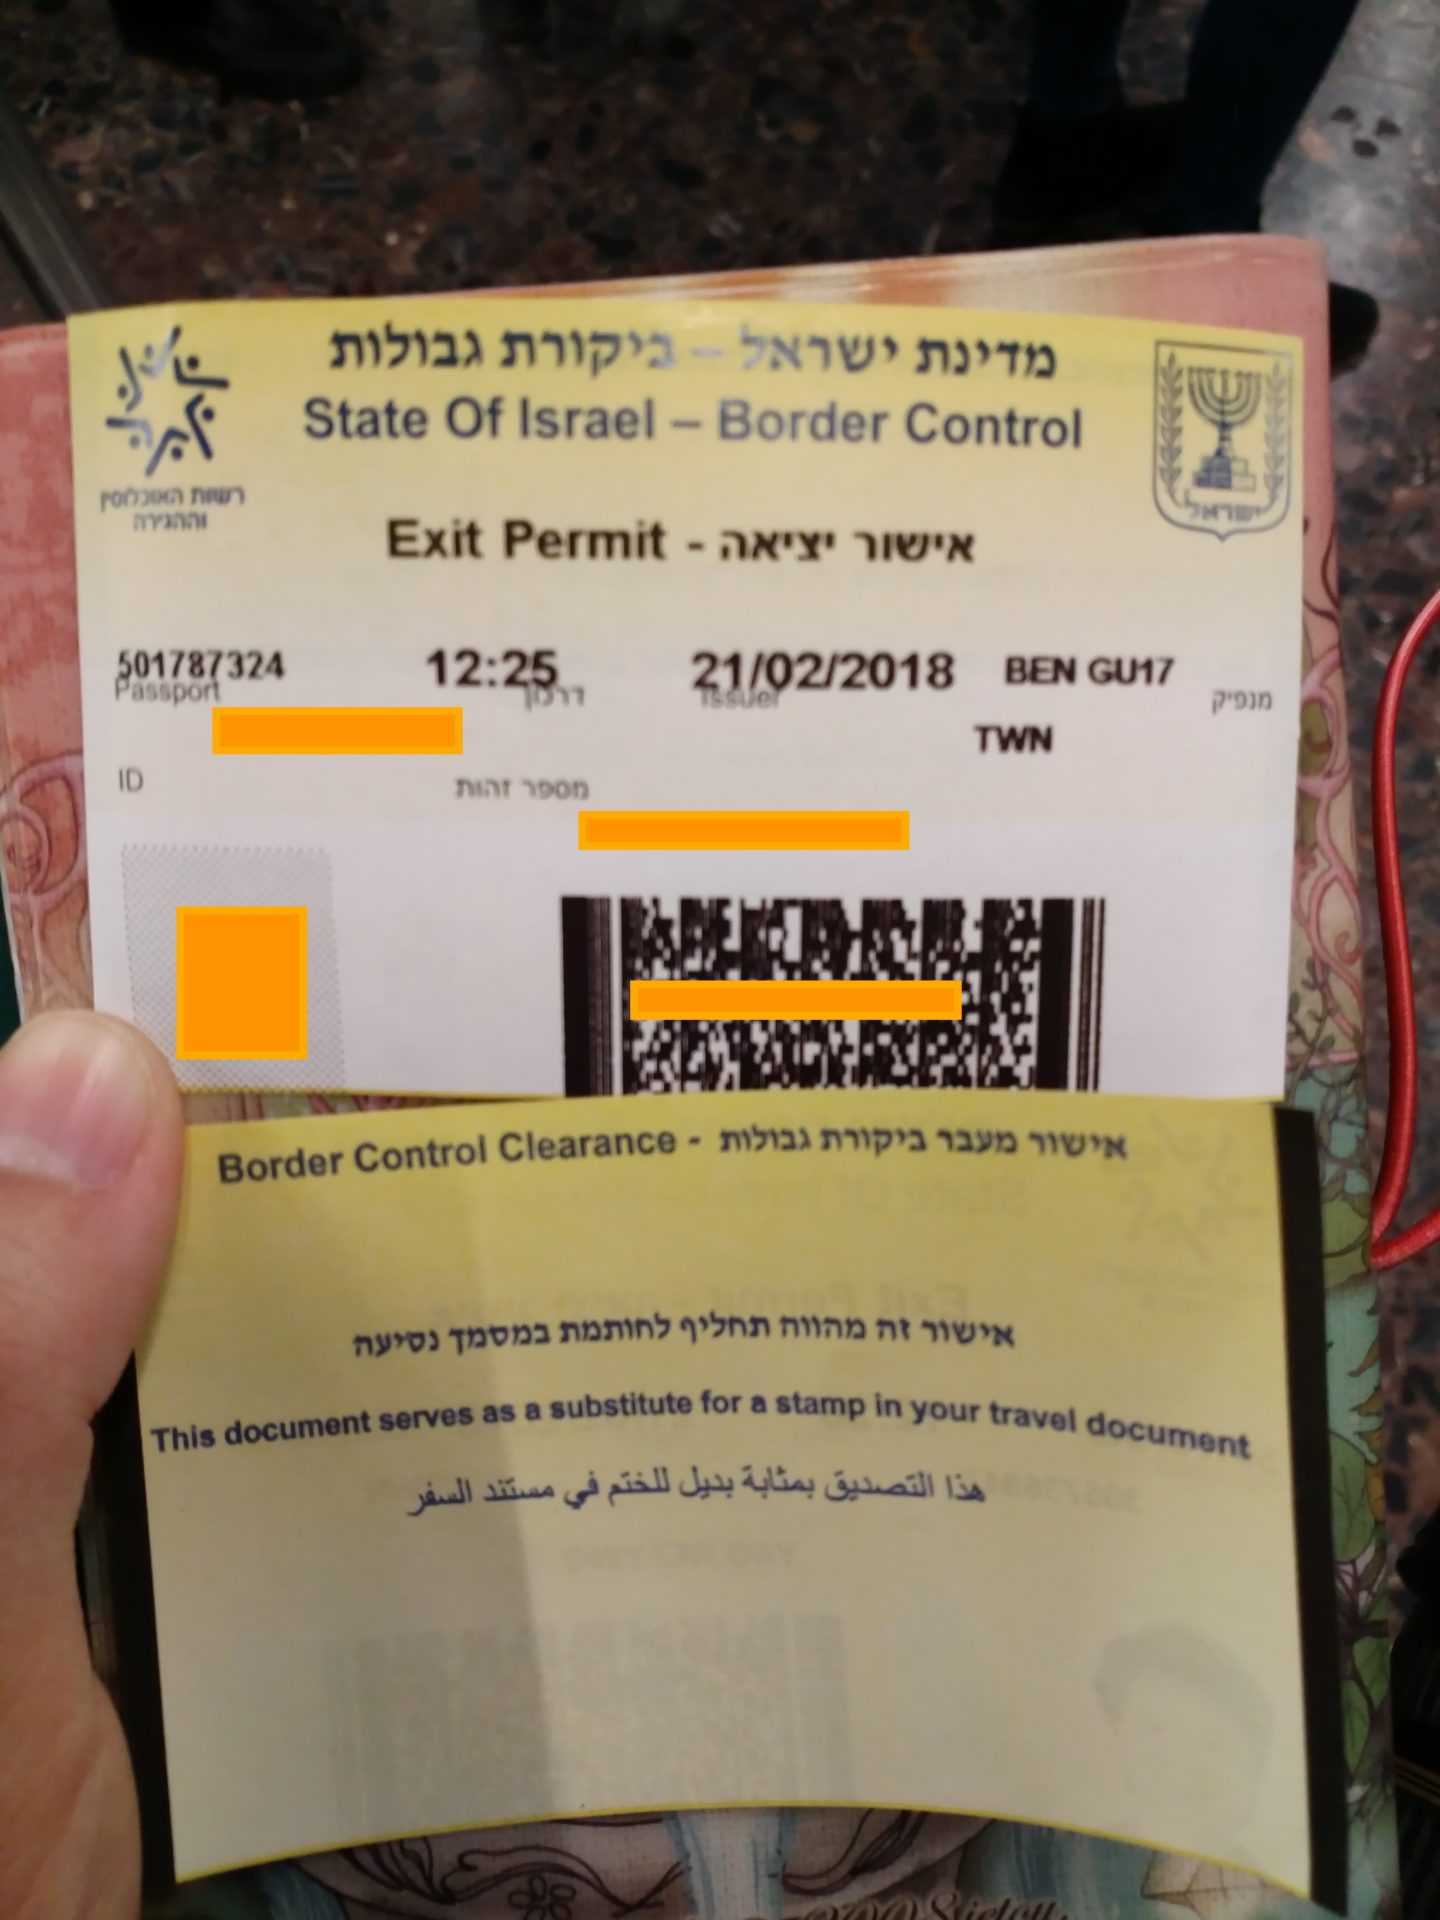 מדינת ישראל – ביקורת גבולות
State Of Israel – Border Control
רשות האוכלוסין
וההגירה
ישראל
Exit Permit - אישור יציאה
501787324 12:25 21/02/2018 BEN GU17
Passport דרכון Issuer מנפיק
TWN
ID מספר זהות
Border Control Clearance - אישור מעבר ביקורת גבולות
אישור זה מהווה תחליף לחותמת במסמך נסיעה
This document serves as a substitute for a stamp in your travel document
هذا التصديق بمثابة بديل للختم في مستند السفر